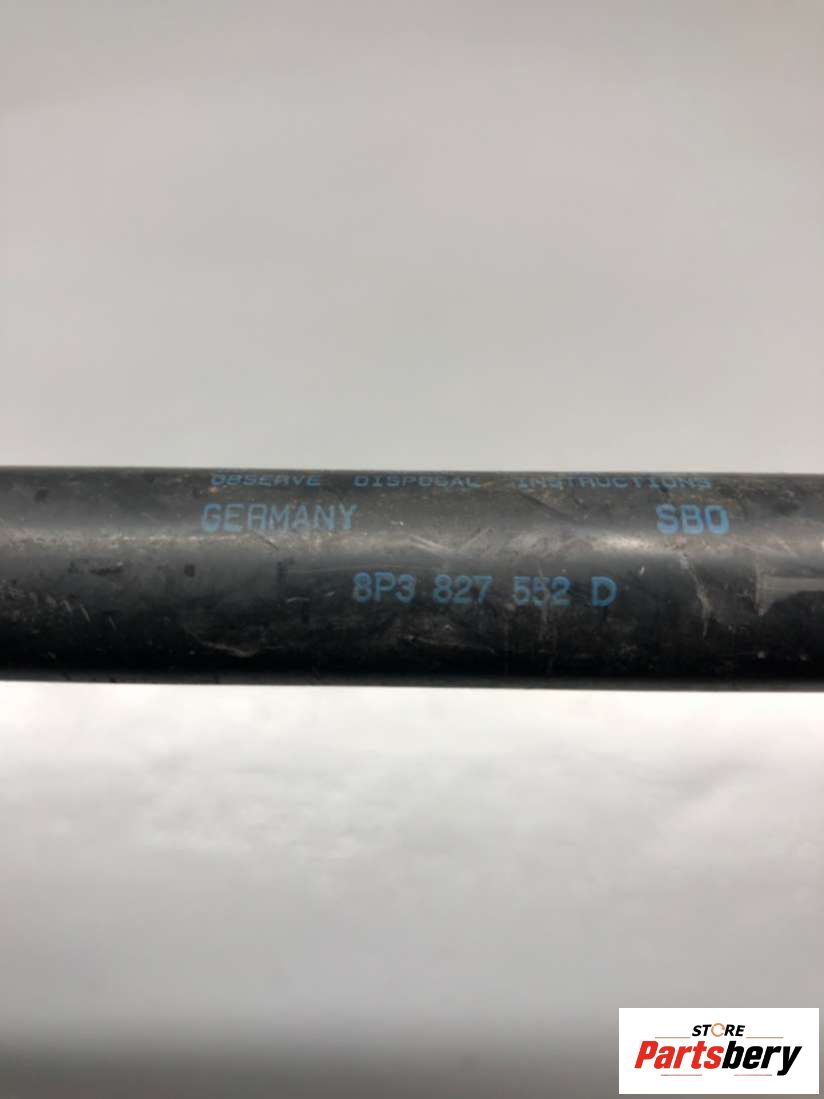 OBSERVE DISPOSAL INSTRUCTIONS
GERMANY SBO
8P3 827 552 D
STORE
Partsbery